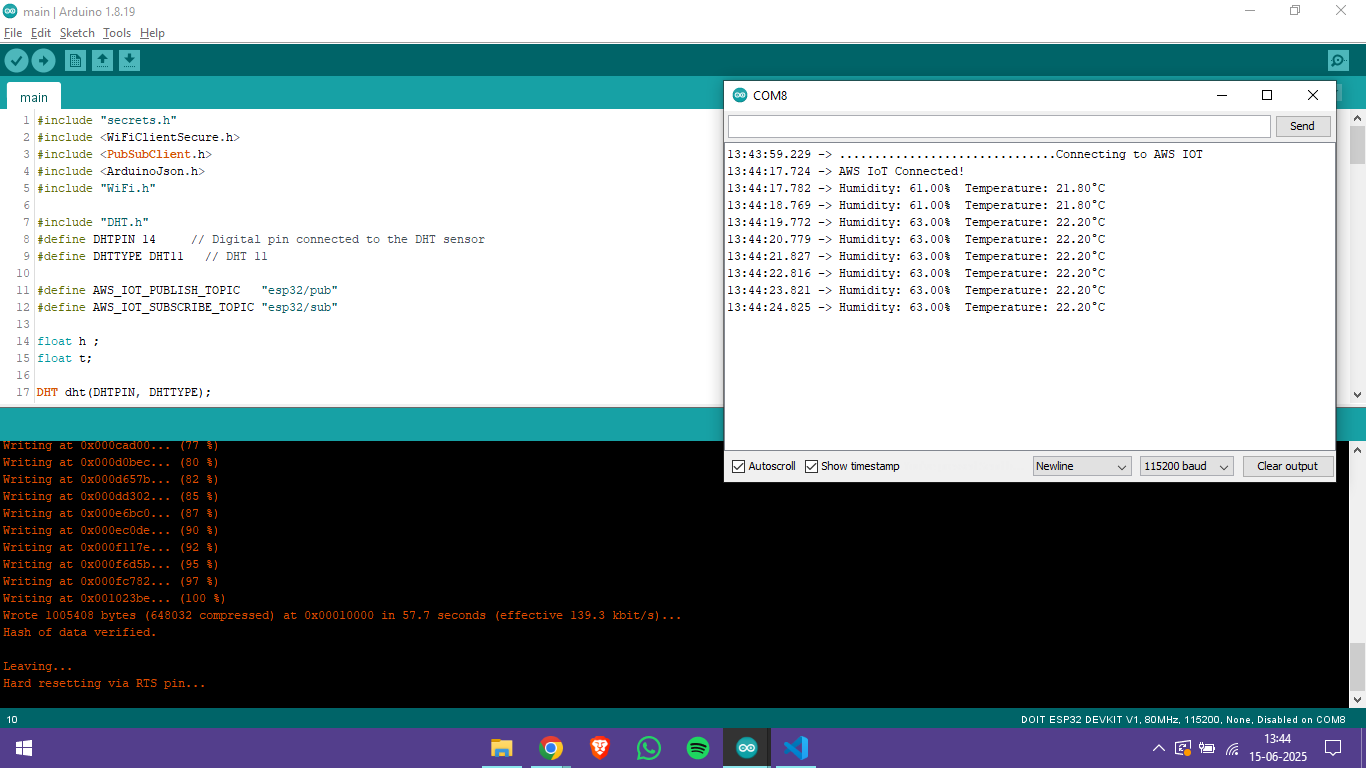 main | Arduino 1.8.19
File Edit Sketch Tools Help
main
1 #include "secrets.h"
2 #include <WiFiClientSecure.h>
3 #include <PubSubClient.h>
4 #include <ArduinoJson.h>
5 #include "WiFi.h"
6
7 #include "DHT.h"
8 #define DHTPIN 14     // Digital pin connected to the DHT sensor
9 #define DHTTYPE DHT11   // DHT 11
10
11 #define AWS_IOT_PUBLISH_TOPIC   "esp32/pub"
12 #define AWS_IOT_SUBSCRIBE_TOPIC "esp32/sub"
13
14 float h ;
15 float t;
16
17 DHT dht(DHTPIN, DHTTYPE);
COM8
Send
13:43:59.229 -> ...............................Connecting to AWS IOT
13:44:17.724 -> AWS IoT Connected!
13:44:17.782 -> Humidity: 61.00%  Temperature: 21.80°C
13:44:18.769 -> Humidity: 61.00%  Temperature: 21.80°C
13:44:19.772 -> Humidity: 63.00%  Temperature: 22.20°C
13:44:20.779 -> Humidity: 63.00%  Temperature: 22.20°C
13:44:21.827 -> Humidity: 63.00%  Temperature: 22.20°C
13:44:22.816 -> Humidity: 63.00%  Temperature: 22.20°C
13:44:23.821 -> Humidity: 63.00%  Temperature: 22.20°C
13:44:24.825 -> Humidity: 63.00%  Temperature: 22.20°C
Autoscroll Show timestamp Newline 115200 baud Clear output
Writing at 0x000cad00... (77 %)
Writing at 0x000d0bec... (80 %)
Writing at 0x000d657b... (82 %)
Writing at 0x000dd302... (85 %)
Writing at 0x000e6bc0... (87 %)
Writing at 0x000ec0de... (90 %)
Writing at 0x000f117e... (92 %)
Writing at 0x000f6d5b... (95 %)
Writing at 0x000fc782... (97 %)
Writing at 0x001023be... (100 %)
Wrote 1005408 bytes (648032 compressed) at 0x00010000 in 57.7 seconds (effective 139.3 kbit/s)...
Hash of data verified.
Leaving...
Hard resetting via RTS pin...
10 DOIT ESP32 DEVKIT V1, 80MHz, 115200, None, Disabled on COM8
13:44
15-06-2025